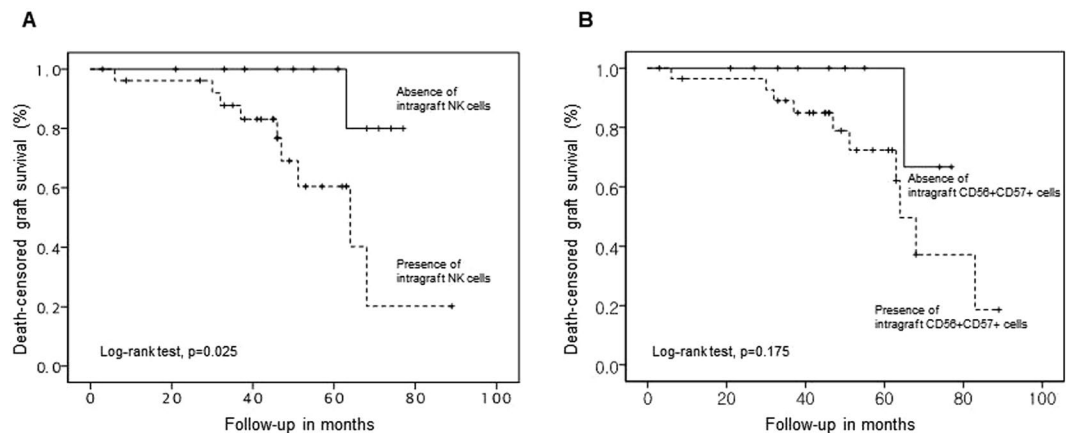 A
Death-censored graft survival (%)
1.0
0.8
0.6
0.4
0.2
0.0
Absence of
intragraft NK cells
Presence of
intragraft NK cells
Log-rank test, p=0.025
0 20 40 60 80 100
Follow-up in months
B
Death-censored graft survival (%)
1.0
0.8
0.6
0.4
0.2
0.0
Absence of
intragraft CD56+CD57+ cells
Presence of
intragraft CD56+CD57+ cells
Log-rank test, p=0.175
0 20 40 60 80 100
Follow-up in months